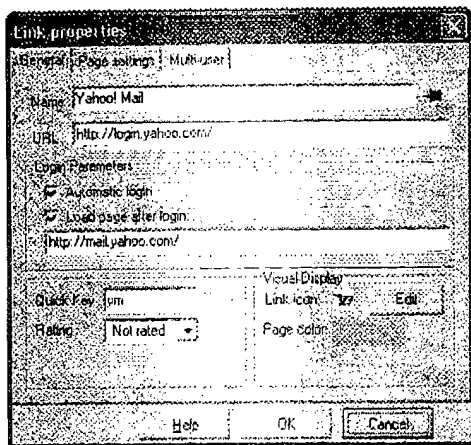 Link properties
General Page settings Multi-user
Name Yahoo! Mail
URL http://login.yahoo.com/
Login Parameters
Automatic login
Load page after login:
http://mail.yahoo.com/
Quick Key ym
Rating Not rated
Visual Display
Link icon Edit
Page color
Help OK Cancel